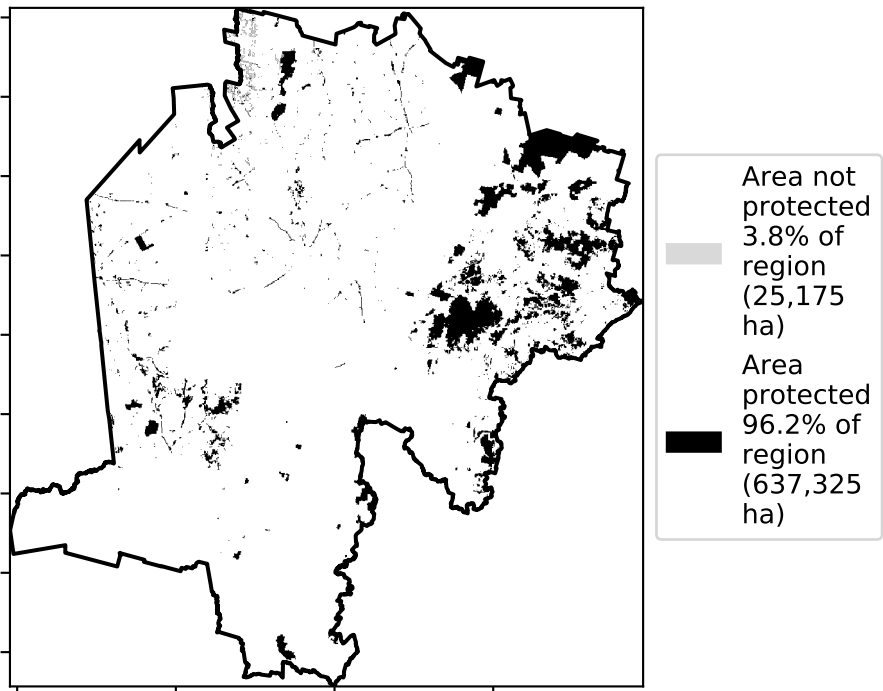 Area not
protected
3.8% of
region
(25,175
ha)
Area
protected
96.2% of
region
(637,325
ha)